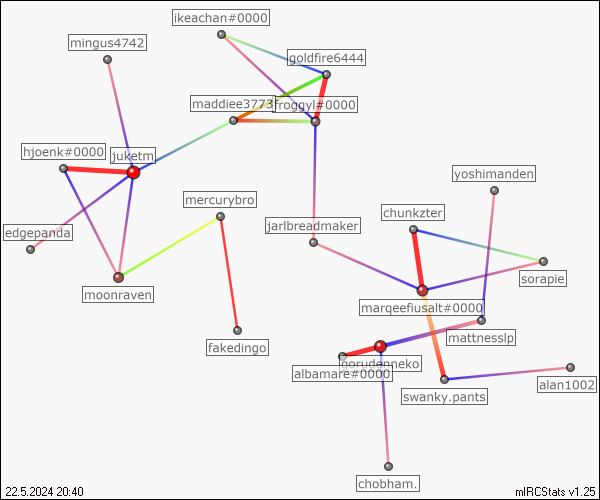 ikeachan#0000
mingus4742
goldfire6444
maddiee3773
froggyl#0000
hjoenk#0000
juketm
yoshimanden
mercurybro
chunkzter
edgepanda
jarlbreadmaker
sorapie
moonraven
marqeefiusalt#0000
mattnesslp
fakedingo
gorudenneko
albamare#0000
alan1002
swanky.pants
chobham.
22.5.2024 20:40
mIRCStats v1.25